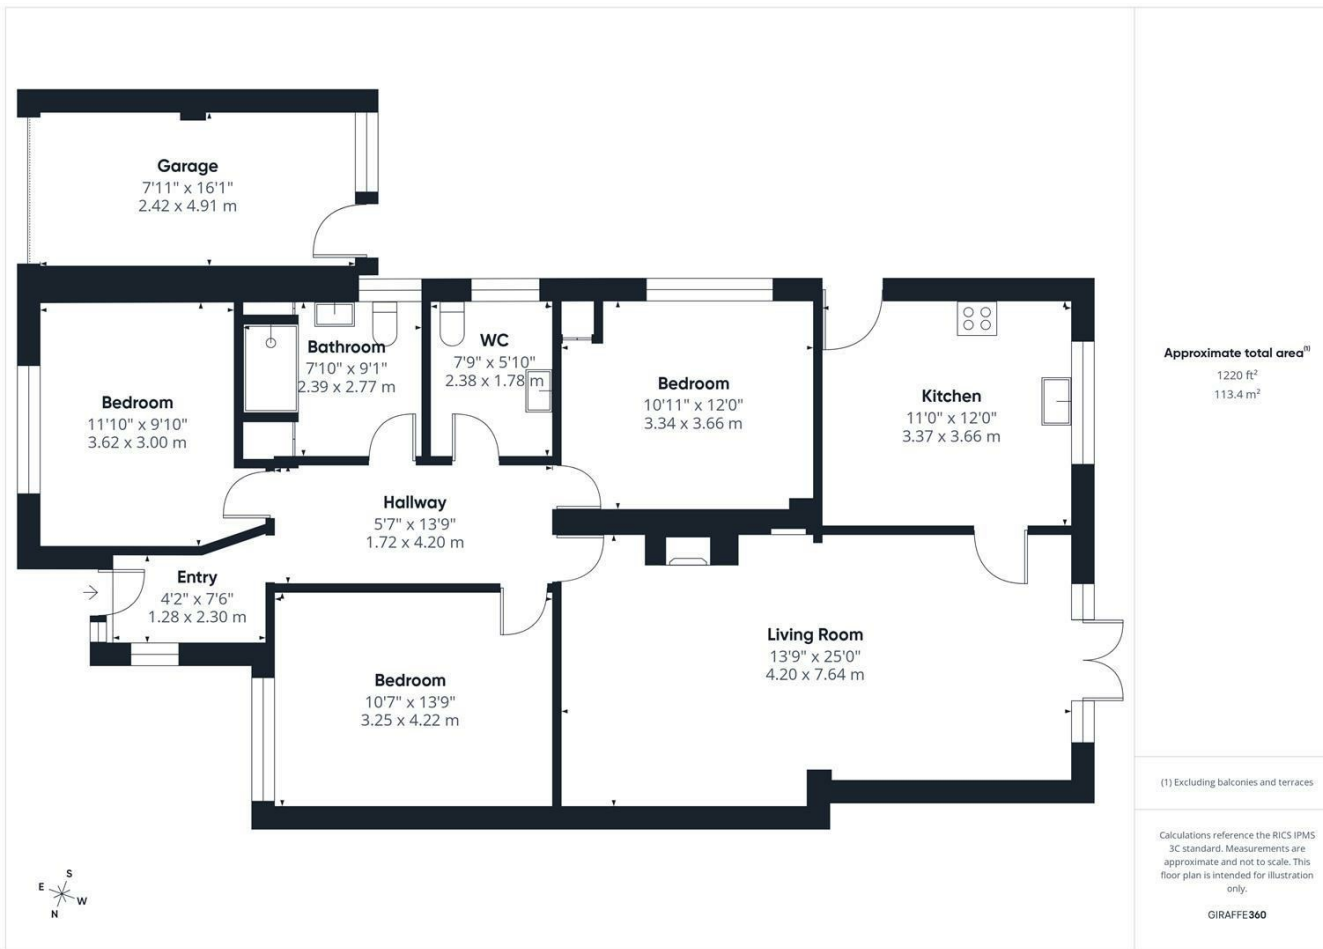 Garage
7'11" x 16'1"
2.42 x 4.91 m
Bedroom
11'10" x 9'10"
3.62 x 3.00 m
Bathroom
7'10" x 9'1"
2.39 x 2.77 m
WC
7'9" x 5'10"
2.38 x 1.78 m
Bedroom
10'11" x 12'0"
3.34 x 3.66 m
Kitchen
11'0" x 12'0"
3.37 x 3.66 m
Hallway
5'7" x 13'9"
1.72 x 4.20 m
Entry
4'2" x 7'6"
1.28 x 2.30 m
Bedroom
10'7" x 13'9"
3.25 x 4.22 m
Living Room
13'9" x 25'0"
4.20 x 7.64 m
S
E
W
N
Approximate total area(1)
1220 ft²
113.4 m²
(1) Excluding balconies and terraces
Calculations reference the RICS IPMS
3C standard. Measurements are
approximate and not to scale. This
floor plan is intended for illustration
only.
GIRAFFE360